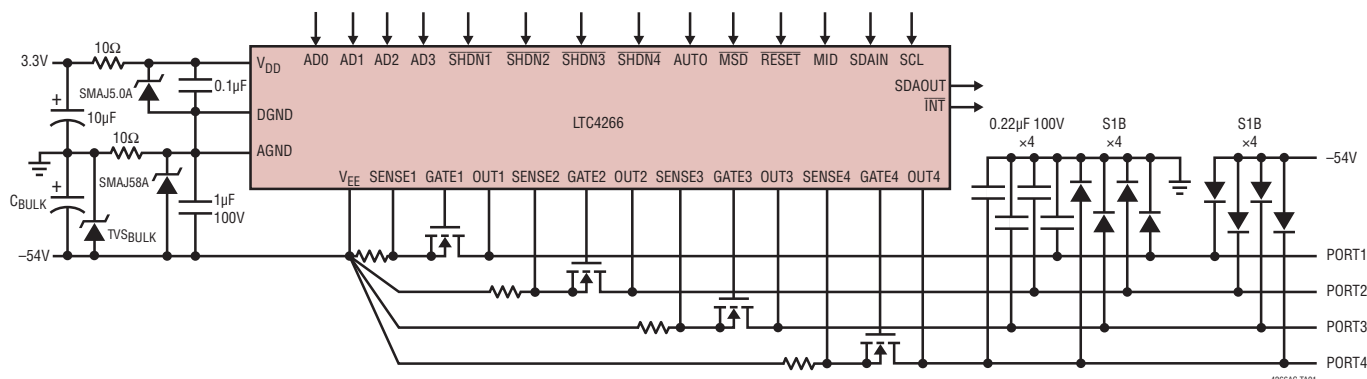 AD0 AD1 AD2 AD3 SHDN1 SHDN2 SHDN3 SHDN4 AUTO MSD RESET MID SDAIN SCL
3.3V
10Ω
VDD
SMAJ5.0A
0.1µF
+
10µF
DGND
SDAOUT
INT
LTC4266
10Ω
AGND
SMAJ58A
+
CBULK
TVSBULK
1µF
100V
–54V
VEE SENSE1 GATE1 OUT1 SENSE2 GATE2 OUT2 SENSE3 GATE3 OUT3 SENSE4 GATE4 OUT4
0.22µF 100V
×4
S1B
×4
S1B
×4
–54V
PORT1
PORT2
PORT3
PORT4